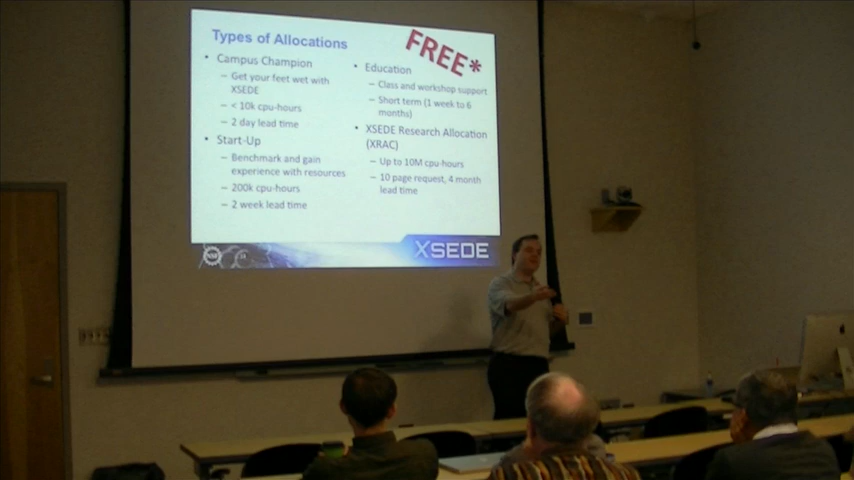 Types of Allocations
FREE*
• Campus Champion
– Get your feet wet with
XSEDE
– < 10k cpu-hours
– 2 day lead time
• Start-Up
– Benchmark and gain
experience with resources
– 200k cpu-hours
– 2 week lead time
• Education
– Class and workshop support
– Short term (1 week to 6
months)
• XSEDE Research Allocation
(XRAC)
– Up to 10M cpu-hours
– 10 page request, 4 month
lead time
XSEDE